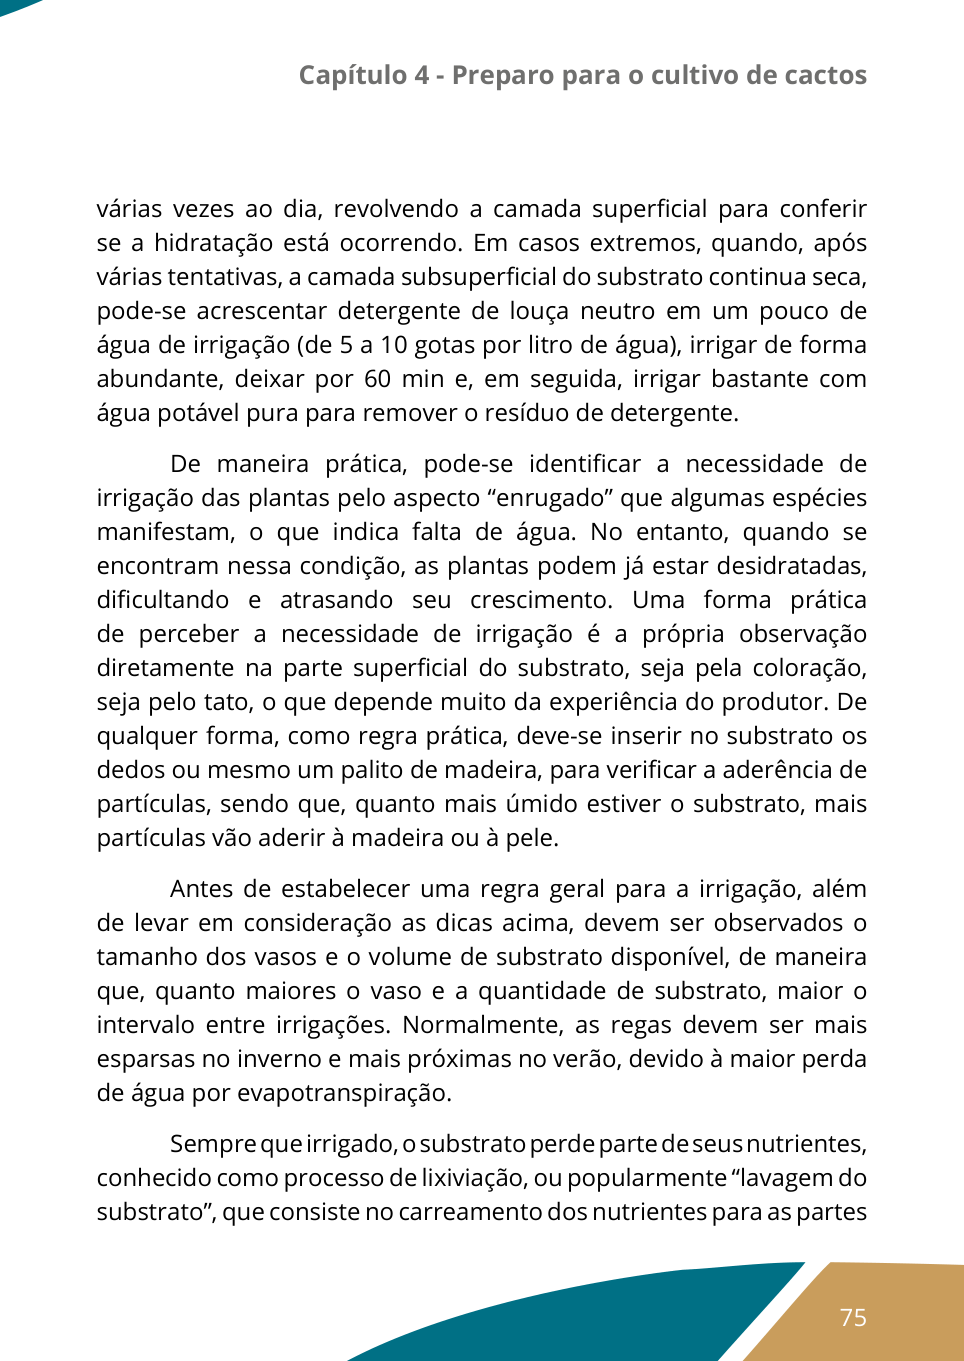 Capítulo 4 - Preparo para o cultivo de cactos
várias vezes ao dia, revolvendo a camada superficial para conferir
se a hidratação está ocorrendo. Em casos extremos, quando, após
várias tentativas, a camada subsuperficial do substrato continua seca,
pode-se acrescentar detergente de louça neutro em um pouco de
água de irrigação (de 5 a 10 gotas por litro de água), irrigar de forma
abundante, deixar por 60 min e, em seguida, irrigar bastante com
água potável pura para remover o resíduo de detergente.
De maneira prática, pode-se identificar a necessidade de
irrigação das plantas pelo aspecto “enrugado” que algumas espécies
manifestam, o que indica falta de água. No entanto, quando se
encontram nessa condição, as plantas podem já estar desidratadas,
dificultando e atrasando seu crescimento. Uma forma prática
de perceber a necessidade de irrigação é a própria observação
diretamente na parte superficial do substrato, seja pela coloração,
seja pelo tato, o que depende muito da experiência do produtor. De
qualquer forma, como regra prática, deve-se inserir no substrato os
dedos ou mesmo um palito de madeira, para verificar a aderência de
partículas, sendo que, quanto mais úmido estiver o substrato, mais
partículas vão aderir à madeira ou à pele.
Antes de estabelecer uma regra geral para a irrigação, além
de levar em consideração as dicas acima, devem ser observados o
tamanho dos vasos e o volume de substrato disponível, de maneira
que, quanto maiores o vaso e a quantidade de substrato, maior o
intervalo entre irrigações. Normalmente, as regas devem ser mais
esparsas no inverno e mais próximas no verão, devido à maior perda
de água por evapotranspiração.
Sempre que irrigado, o substrato perde parte de seus nutrientes,
conhecido como processo de lixiviação, ou popularmente “lavagem do
substrato”, que consiste no carreamento dos nutrientes para as partes
75